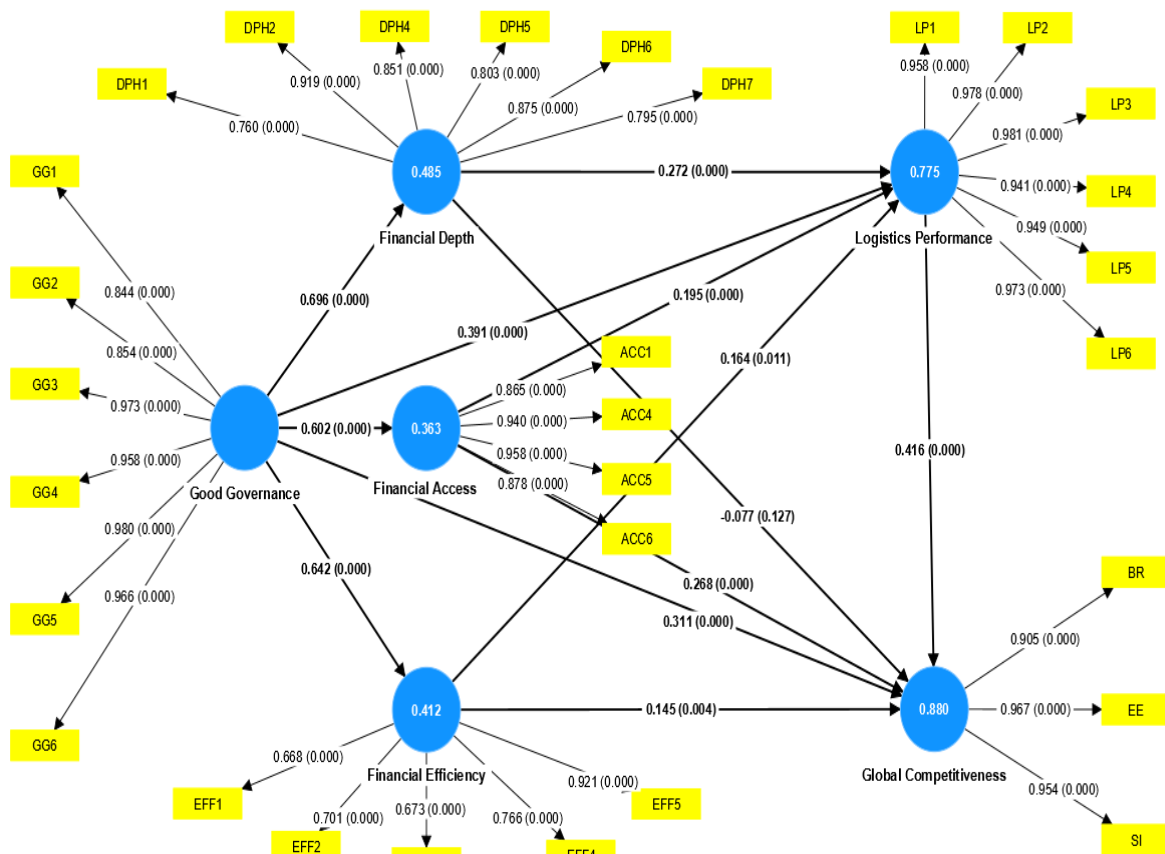 DPH2
DPH4
DPH5
LP1
LP2
DPH6
DPH1
DPH7
LP3
0.919 (0.000)
0.851 (0.000)
0.803 (0.000)
0.875 (0.000)
0.795 (0.000)
0.760 (0.000)
0.958 (0.000)
0.978 (0.000)
0.981 (0.000)
GG1
0.485
0.272 (0.000)
0.775
0.941 (0.000)
LP4
Financial Depth
Logistics Performance
0.949 (0.000)
LP5
GG2
0.844 (0.000)
0.696 (0.000)
0.195 (0.000)
0.973 (0.000)
0.391 (0.000)
0.854 (0.000)
ACC1
0.164 (0.011)
LP6
GG3
0.973 (0.000)
0.865 (0.000)
0.602 (0.000)
0.363
0.940 (0.000)
ACC4
0.958 (0.000)
0.958 (0.000)
0.416 (0.000)
GG4
Good Governance
Financial Access
0.878 (0.000)
ACC5
0.980 (0.000)
-0.077 (0.127)
ACC6
0.642 (0.000)
0.268 (0.000)
BR
0.966 (0.000)
GG5
0.311 (0.000)
0.905 (0.000)
0.412
0.145 (0.004)
0.880
0.967 (0.000)
EE
GG6
0.668 (0.000)
Financial Efficiency
0.921 (0.000)
Global Competitiveness
0.954 (0.000)
EFF1
0.701 (0.000)
0.673 (0.000)
0.766 (0.000)
EFF5
EFF2
SI